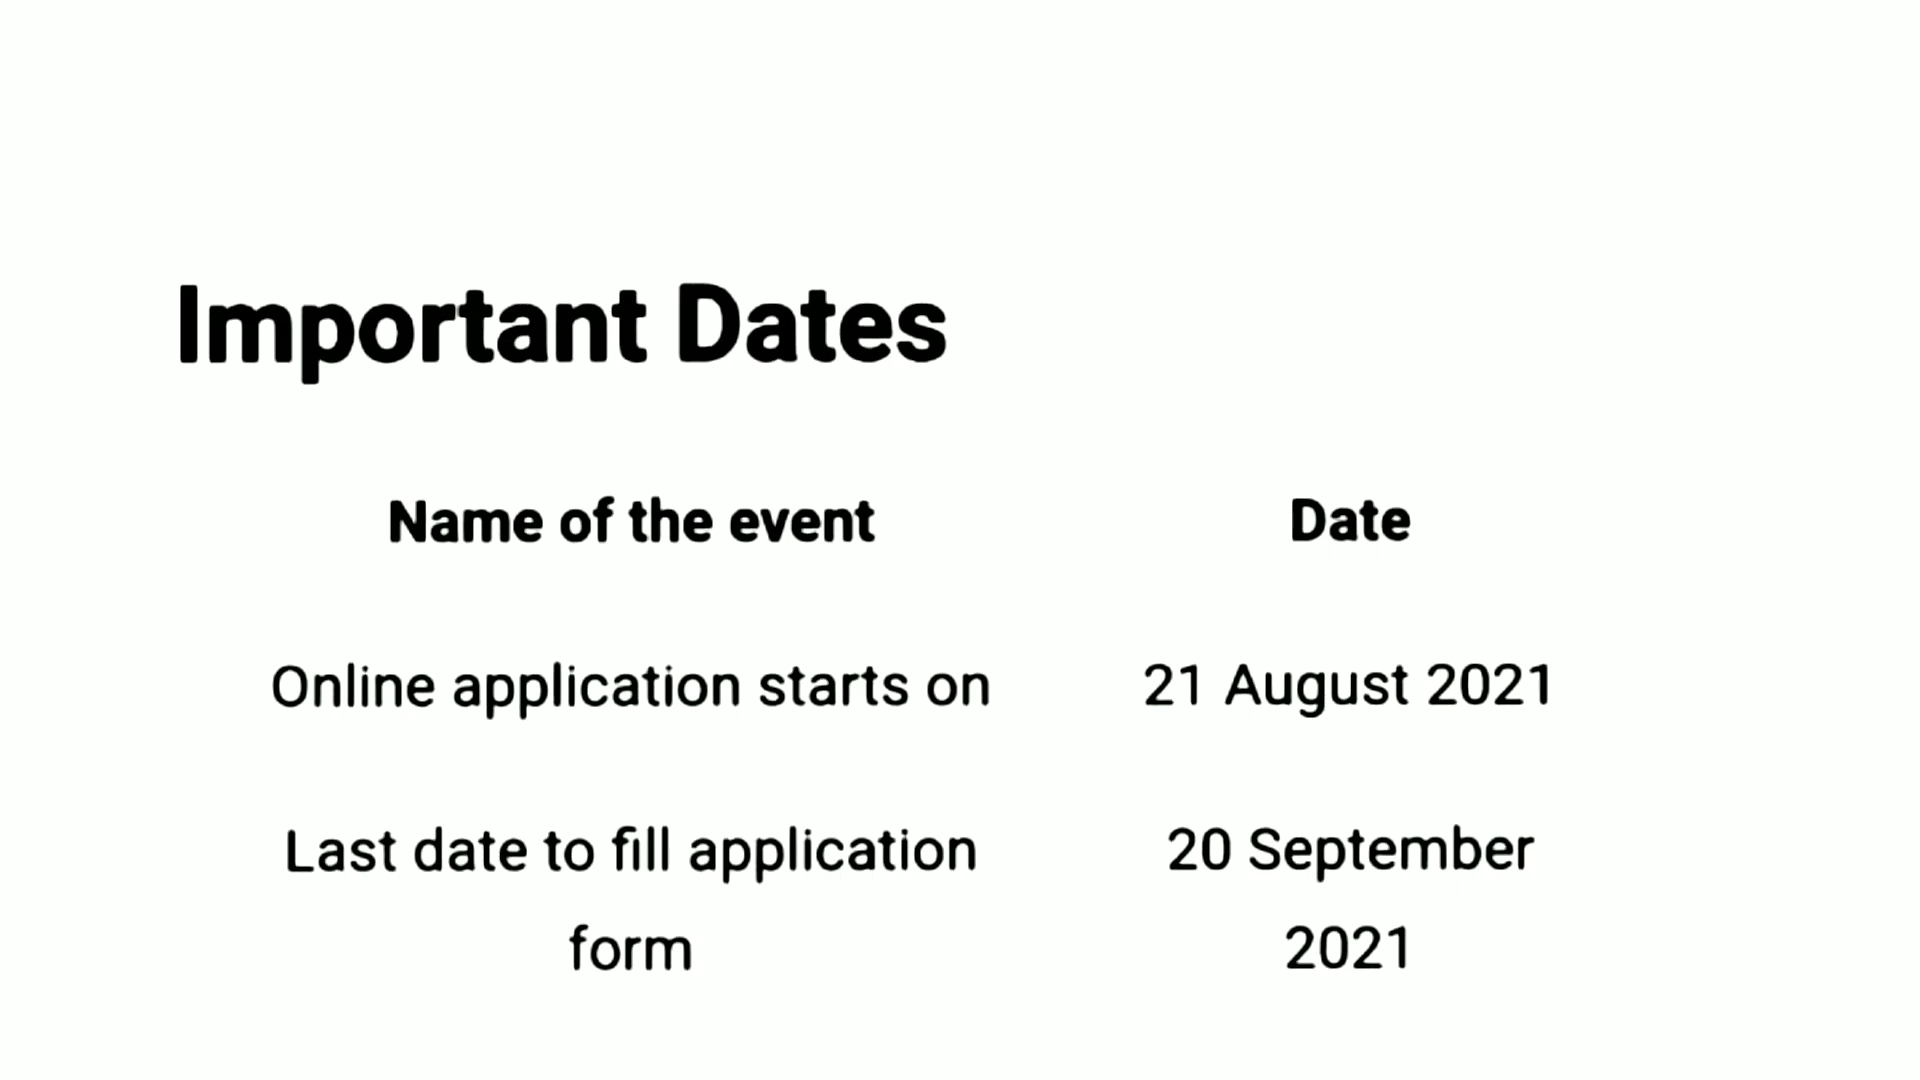 Important Dates
Name of the event Date
Online application starts on 21 August 2021
Last date to fill application 20 September
form 2021